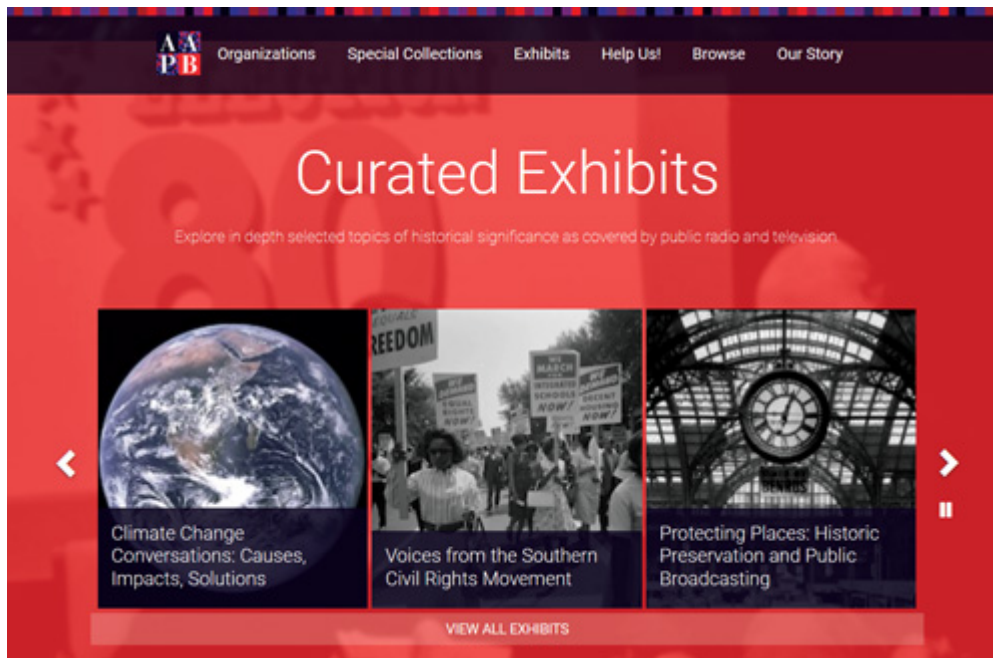 A A
P B
Organizations
Special Collections
Exhibits
Help Us!
Browse
Our Story
ELECTION
80
Curated Exhibits
Explore in depth selected topics of historical significance as covered by public radio and television
FREEDOM
WE
MARCH
INTEGRATED
SCHOOLS
NOW!
EQUAL
RIGHTS
NOW!
DECENT
HOUSING
NOW!
Climate Change
Conversations: Causes,
Impacts, Solutions
Voices from the Southern
Civil Rights Movement
Protecting Places: Historic
Preservation and Public
Broadcasting
VIEW ALL EXHIBITS